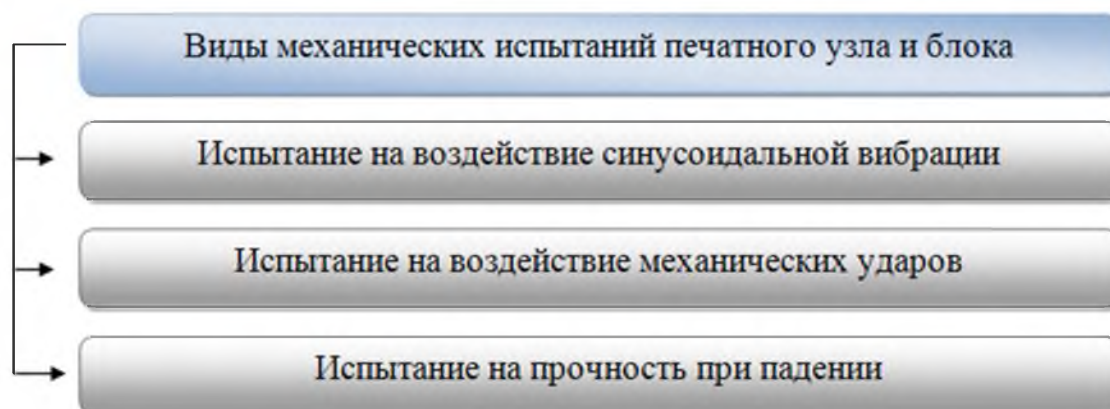 Виды механических испытаний печатного узла и блока
Испытание на воздействие синусоидальной вибрации
Испытание на воздействие механических ударов
Испытание на прочность при падении